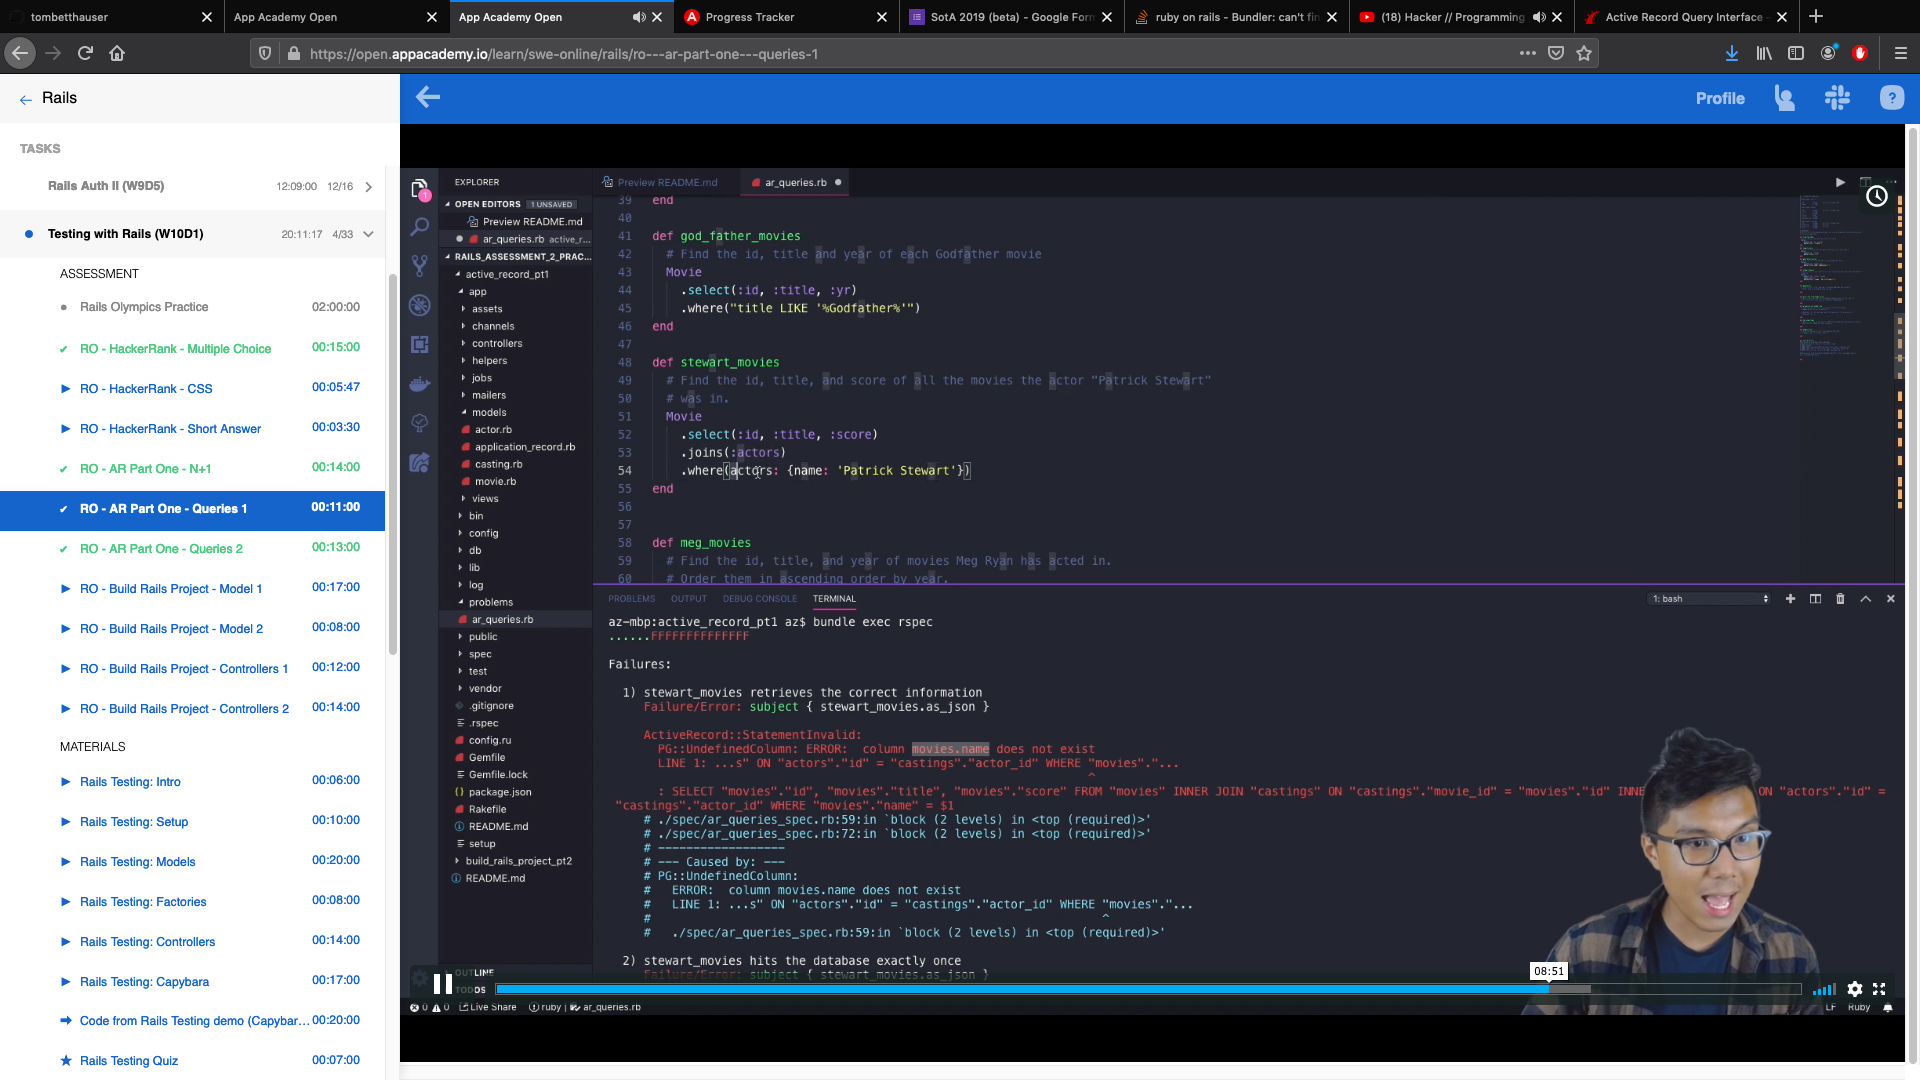 tombetthauser
App Academy Open
App Academy Open
Progress Tracker
SotA 2019 (beta) - Google For
ruby on rails - Bundler: can't fi
(18) Hacker // Programming
Active Record Query Interface -
https://open.appacademy.io/learn/swe-online/rails/ro---ar-part-one---queries-1
Rails
Profile
TASKS
Rails Auth II (W9D5) 12:09:00 12/16
Testing with Rails (W10D1) 20:11:17 4/33
ASSESSMENT
Rails Olympics Practice 02:00:00
RO - HackerRank - Multiple Choice 00:15:00
RO - HackerRank - CSS 00:05:47
RO - HackerRank - Short Answer 00:03:30
RO - AR Part One - N+1 00:14:00
RO - AR Part One - Queries 1 00:11:00
RO - AR Part One - Queries 2 00:13:00
RO - Build Rails Project - Model 1 00:17:00
RO - Build Rails Project - Model 2 00:08:00
RO - Build Rails Project - Controllers 1 00:12:00
RO - Build Rails Project - Controllers 2 00:14:00
MATERIALS
Rails Testing: Intro 00:06:00
Rails Testing: Setup 00:10:00
Rails Testing: Models 00:20:00
Rails Testing: Factories 00:08:00
Rails Testing: Controllers 00:14:00
Rails Testing: Capybara 00:17:00
Code from Rails Testing demo (Capybar... 00:20:00
Rails Testing Quiz 00:07:00
EXPLORER
OPEN EDITORS 1 UNSAVED
Preview README.md
ar_queries.rb active_r...
RAILS_ASSESSMENT_2_PRAC...
active_record_pt1
app
assets
channels
controllers
helpers
jobs
mailers
models
actor.rb
application_record.rb
casting.rb
movie.rb
views
bin
config
db
lib
log
problems
ar_queries.rb
public
spec
test
vendor
.gitignore
.rspec
config.ru
Gemfile
Gemfile.lock
package.json
Rakefile
README.md
setup
build_rails_project_pt2
README.md
OUTLINE
TODOS
Preview README.md
ar_queries.rb
39 end
40
41 def god_father_movies
42 # Find the id, title and year of each Godfather movie
43 Movie
44 .select(:id, :title, :yr)
45 .where("title LIKE '%Godfather%'")
46 end
47
48 def stewart_movies
49 # Find the id, title, and score of all the movies the actor "Patrick Stewart"
50 # was in.
51 Movie
52 .select(:id, :title, :score)
53 .joins(:actors)
54 .where(actors: {name: 'Patrick Stewart'})
55 end
56
57
58 def meg_movies
59 # Find the id, title, and year of movies Meg Ryan has acted in.
60 # Order them in ascending order by year.
PROBLEMS OUTPUT DEBUG CONSOLE TERMINAL
1: bash
az-mbp:active_record_pt1 az$ bundle exec rspec
......FFFFFFFFFFFFFF
Failures:
1) stewart_movies retrieves the correct information
Failure/Error: subject { stewart_movies.as_json }
ActiveRecord::StatementInvalid:
PG::UndefinedColumn: ERROR: column movies.name does not exist
LINE 1: ...s" ON "actors"."id" = "castings"."actor_id" WHERE "movies"."...
^
: SELECT "movies"."id", "movies"."title", "movies"."score" FROM "movies" INNER JOIN "castings" ON "castings"."movie_id" = "movies"."id" INNE ON "actors"."id" =
"castings"."actor_id" WHERE "movies"."name" = $1
# ./spec/ar_queries_spec.rb:59:in `block (2 levels) in <top (required)>'
# ./spec/ar_queries_spec.rb:72:in `block (2 levels) in <top (required)>'
# ------------------
# --- Caused by: ---
# PG::UndefinedColumn:
# ERROR: column movies.name does not exist
# LINE 1: ...s" ON "actors"."id" = "castings"."actor_id" WHERE "movies"."...
# ^
# ./spec/ar_queries_spec.rb:59:in `block (2 levels) in <top (required)>'
2) stewart_movies hits the database exactly once
Failure/Error: subject { stewart_movies.as_json }
08:51
0 0 Live Share ruby ar_queries.rb
LF Ruby